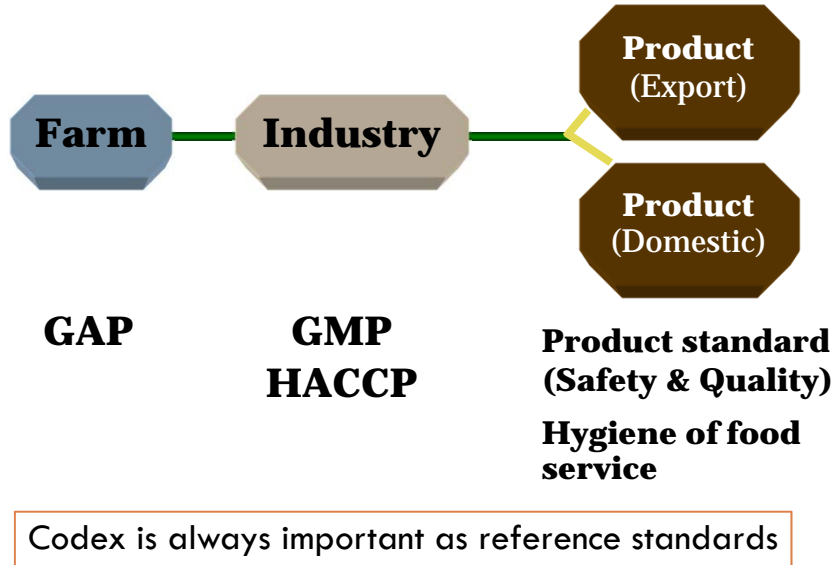 Product
(Export)
Farm
Industry
Product
(Domestic)
GAP
GMP
HACCP
Product standard
(Safety & Quality)
Hygiene of food
service
Codex is always important as reference standards